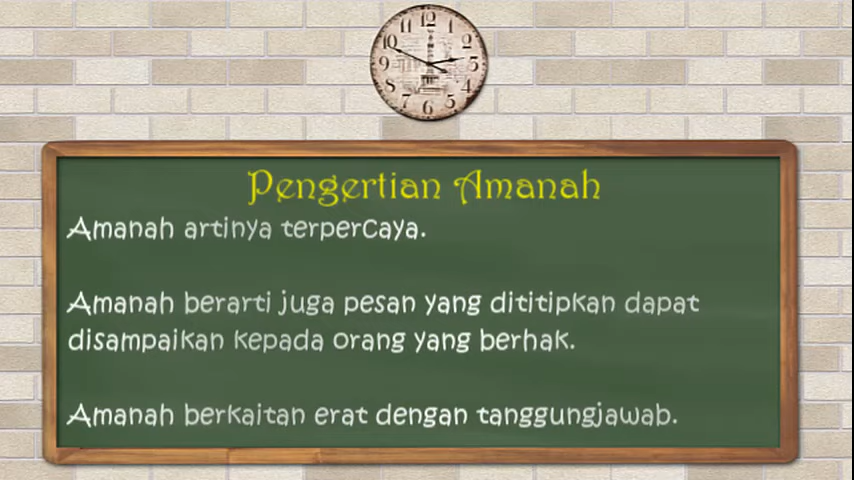 Pengertian Amanah
Amanah artinya terpercaya.
Amanah berarti juga pesan yang dititipkan dapat
disampaikan kepada orang yang berhak.
Amanah berkaitan erat dengan tanggungjawab.